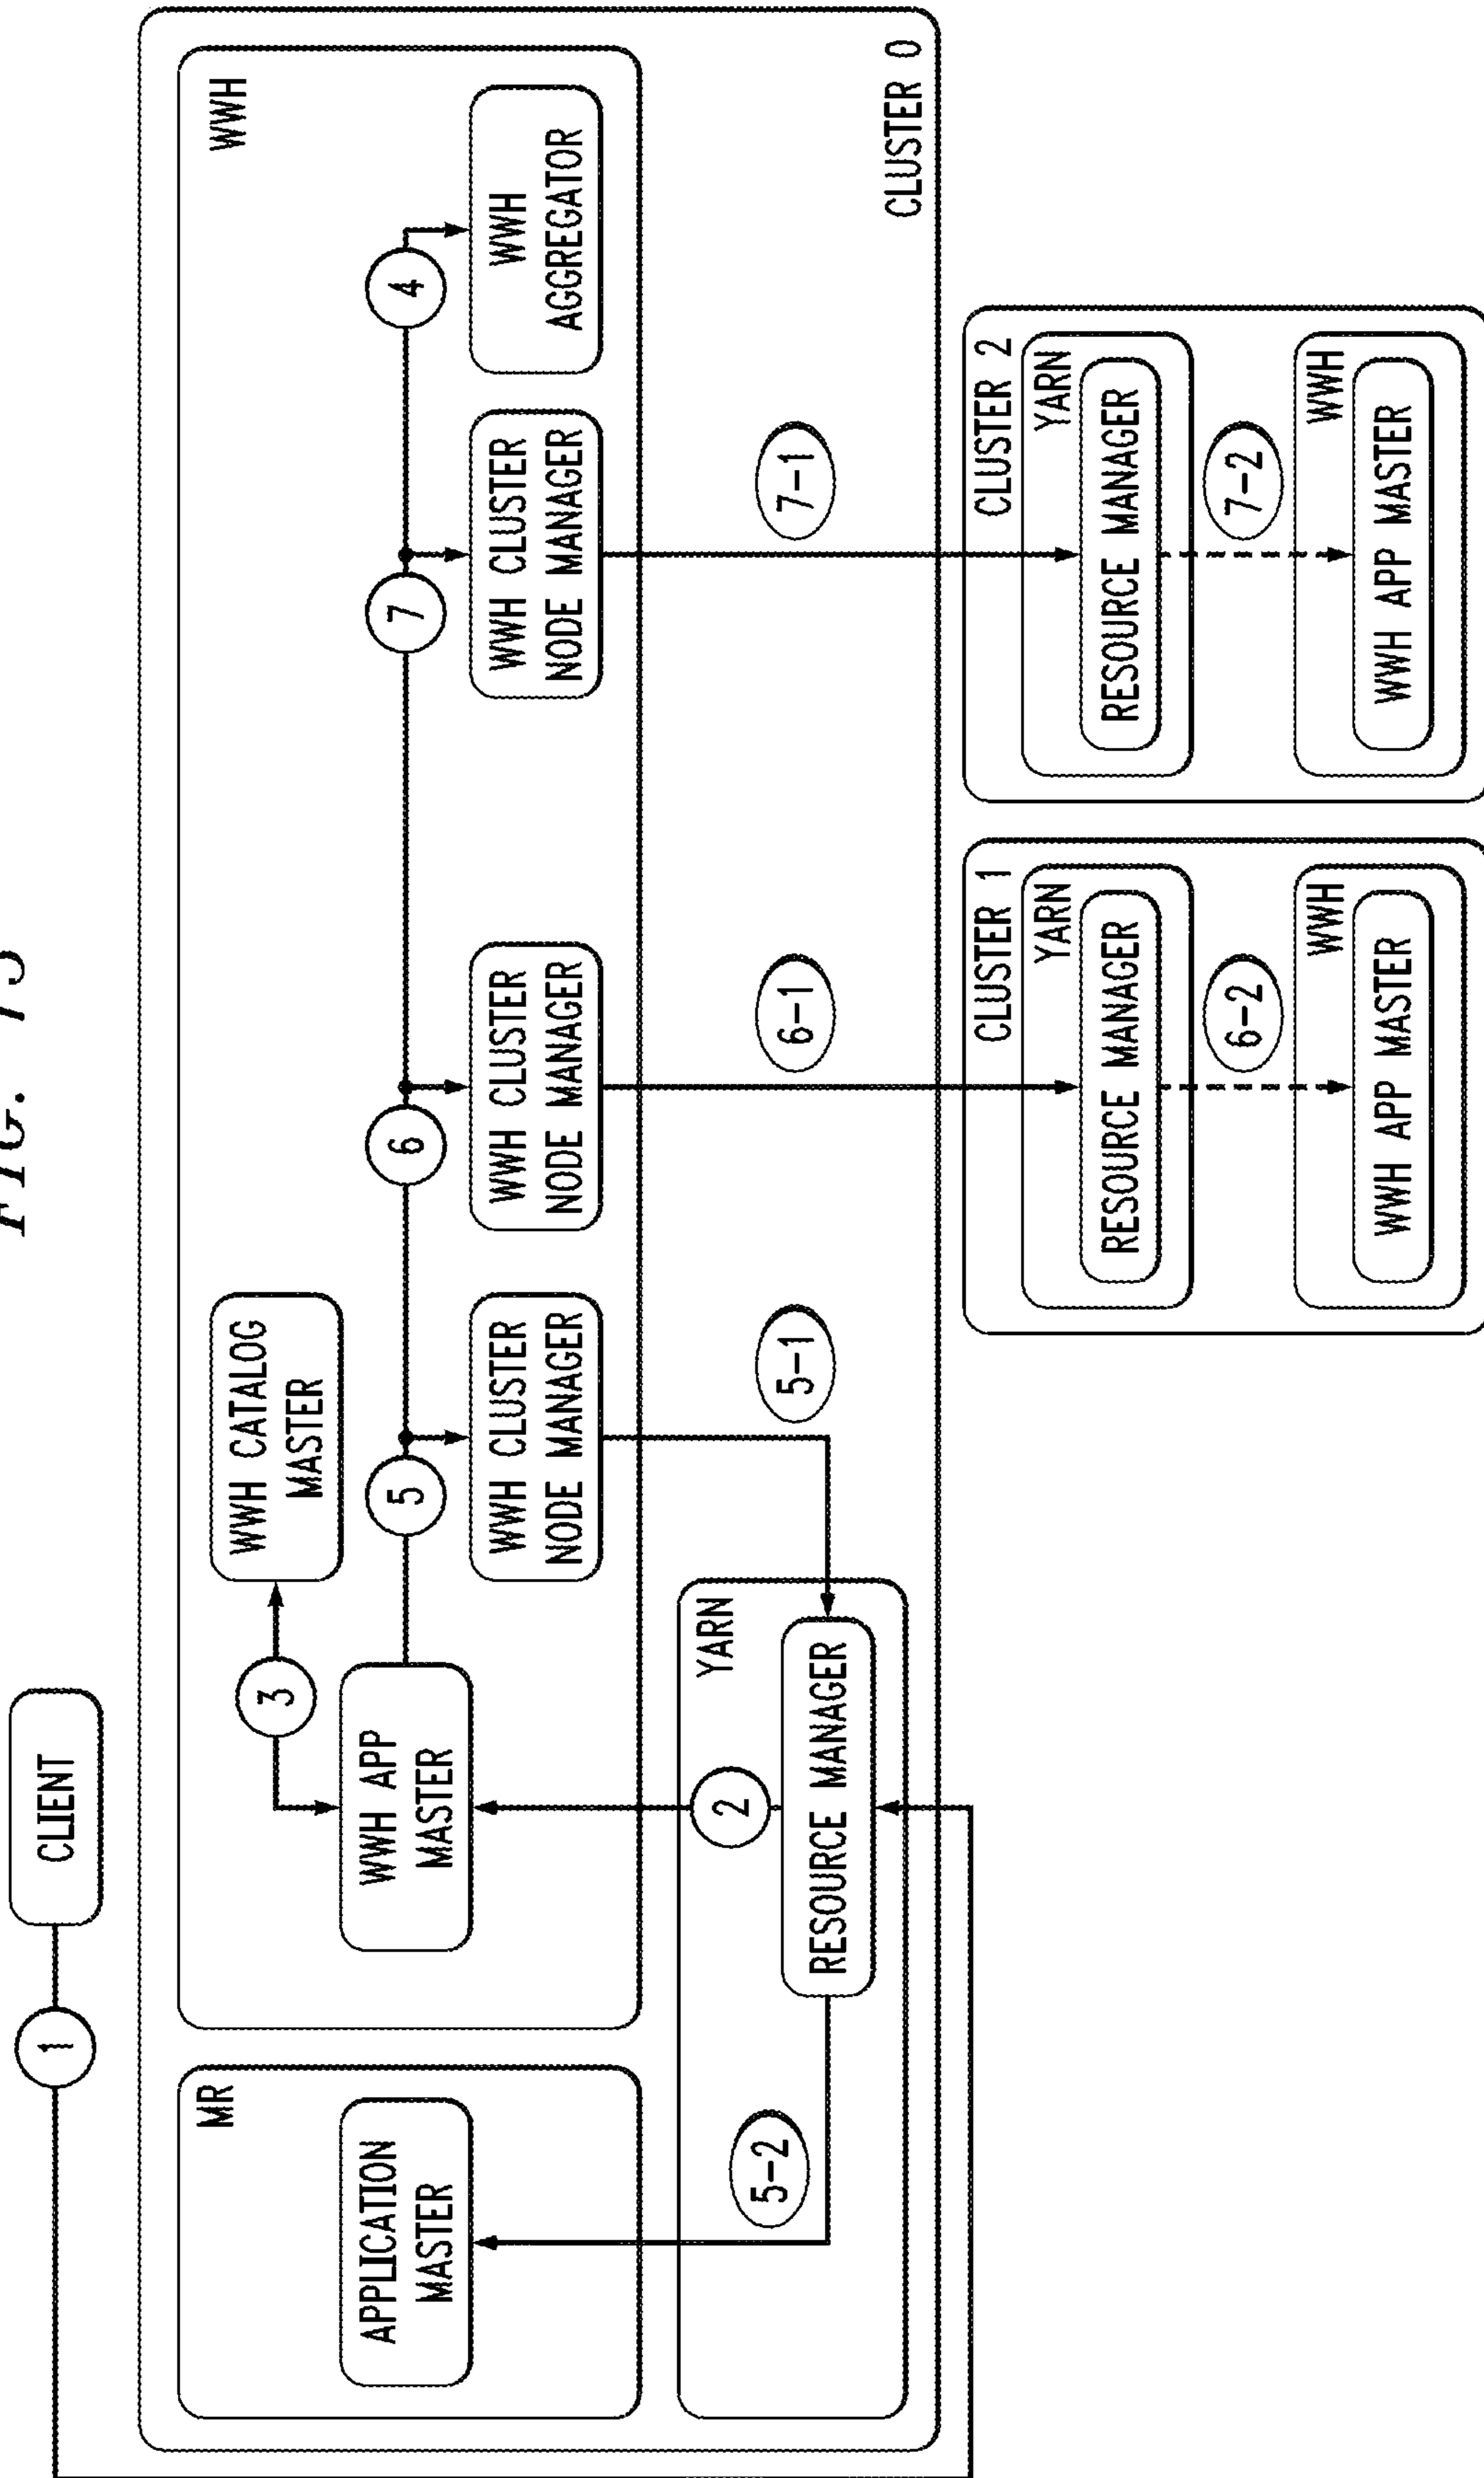 FIG.
1
CLIENT
MR
APPLICATION
MASTER
WWH
3
WWH CATALOG
MASTER
WWH APP
MASTER
5
6
7
4
WWH CLUSTER
NODE MANAGER
WWH CLUSTER
NODE MANAGER
WWH CLUSTER
NODE MANAGER
WWH
AGGREGATOR
YARN
2
5-2
RESOURCE MANAGER
5-1
6-1
7-1
CLUSTER 0
CLUSTER 1
YARN
RESOURCE MANAGER
6-2
WWH
WWH APP MASTER
CLUSTER 2
YARN
RESOURCE MANAGER
7-2
WWH
WWH APP MASTER